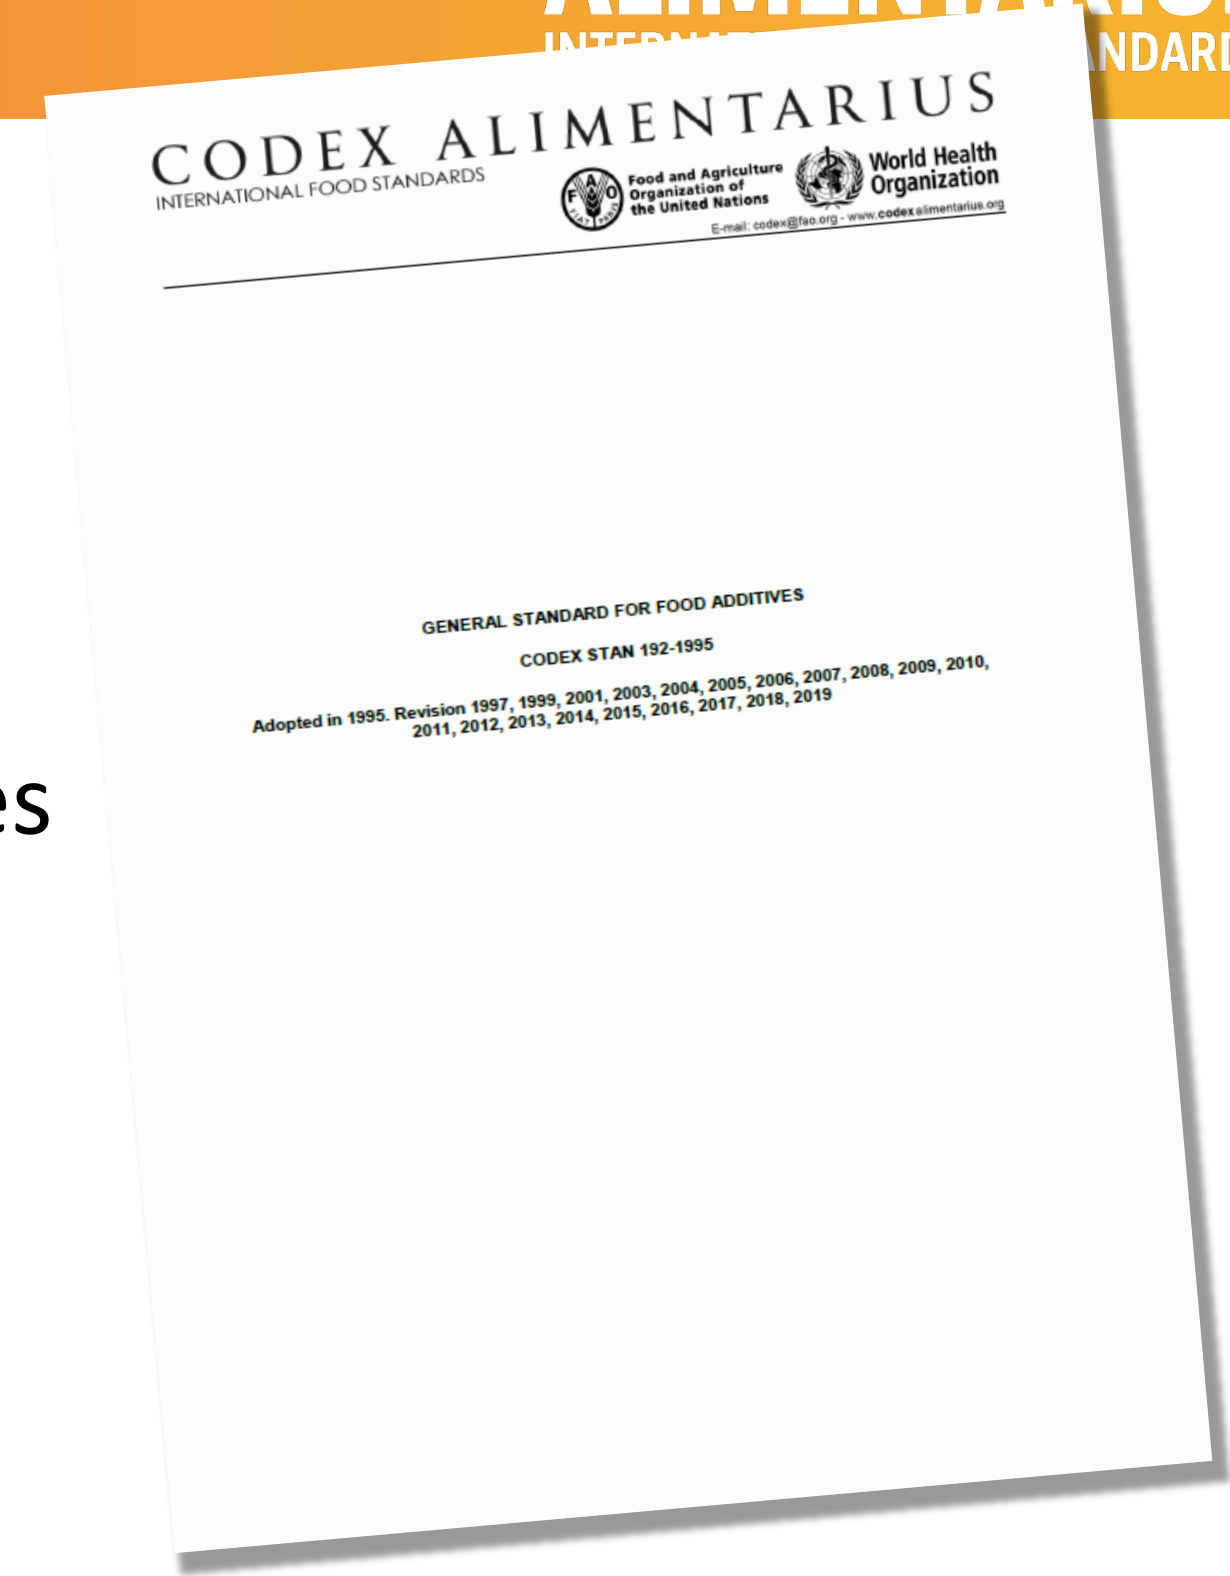 CODEX ALIMENTARIUS
INTERNATIONAL FOOD STANDARDS
FAO
FIAT PANIS
Food and Agriculture
Organization of
the United Nations
World Health
Organization
E-mail: codex@fao.org - www.codexalimentarius.org
GENERAL STANDARD FOR FOOD ADDITIVES
CODEX STAN 192-1995
Adopted in 1995. Revision 1997, 1999, 2001, 2003, 2004, 2005, 2006, 2007, 2008, 2009, 2010,
2011, 2012, 2013, 2014, 2015, 2016, 2017, 2018, 2019
es